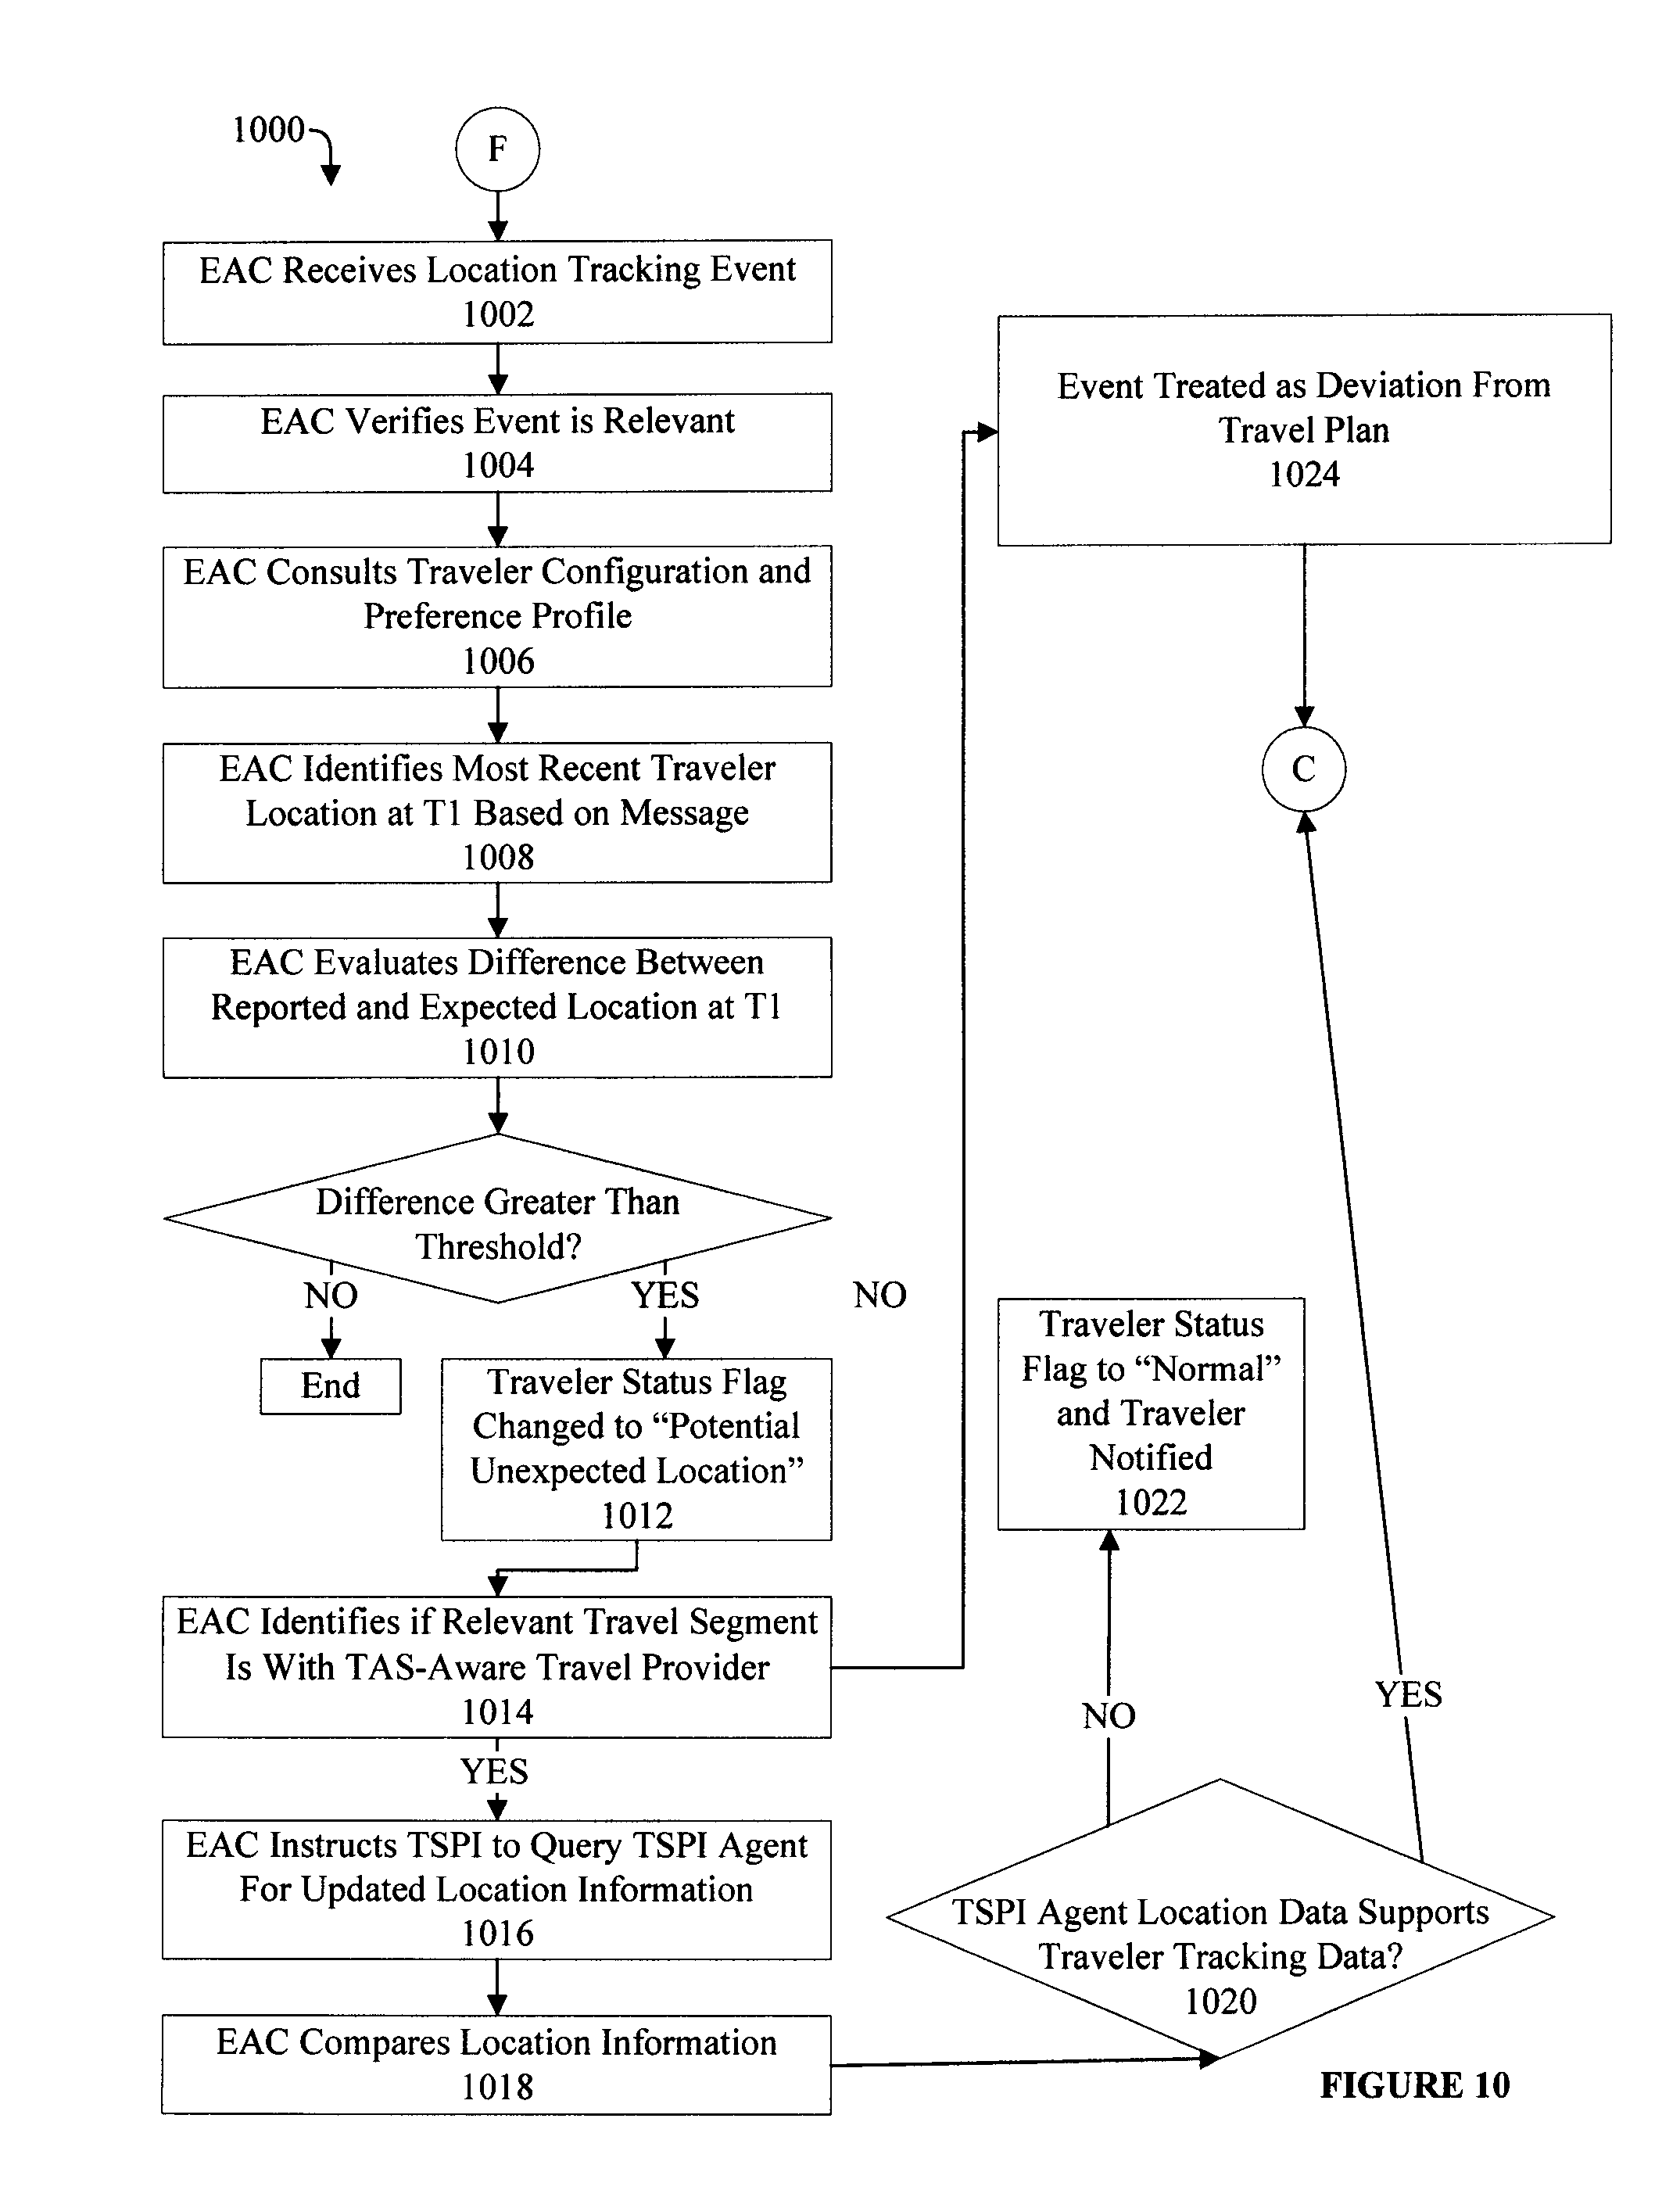 1000
F
EAC Receives Location Tracking Event
1002
EAC Verifies Event is Relevant
1004
EAC Consults Traveler Configuration and
Preference Profile
1006
EAC Identifies Most Recent Traveler
Location at T1 Based on Message
1008
EAC Evaluates Difference Between
Reported and Expected Location at T1
1010
Difference Greater Than
Threshold?
NO
YES
NO
End
Traveler Status Flag
Changed to “Potential
Unexpected Location”
1012
EAC Identifies if Relevant Travel Segment
Is With TAS-Aware Travel Provider
1014
YES
EAC Instructs TSPI to Query TSPI Agent
For Updated Location Information
1016
EAC Compares Location Information
1018
Event Treated as Deviation From
Travel Plan
1024
C
Traveler Status
Flag to “Normal”
and Traveler
Notified
1022
NO
YES
TSPI Agent Location Data Supports
Traveler Tracking Data?
1020
FIGURE 10